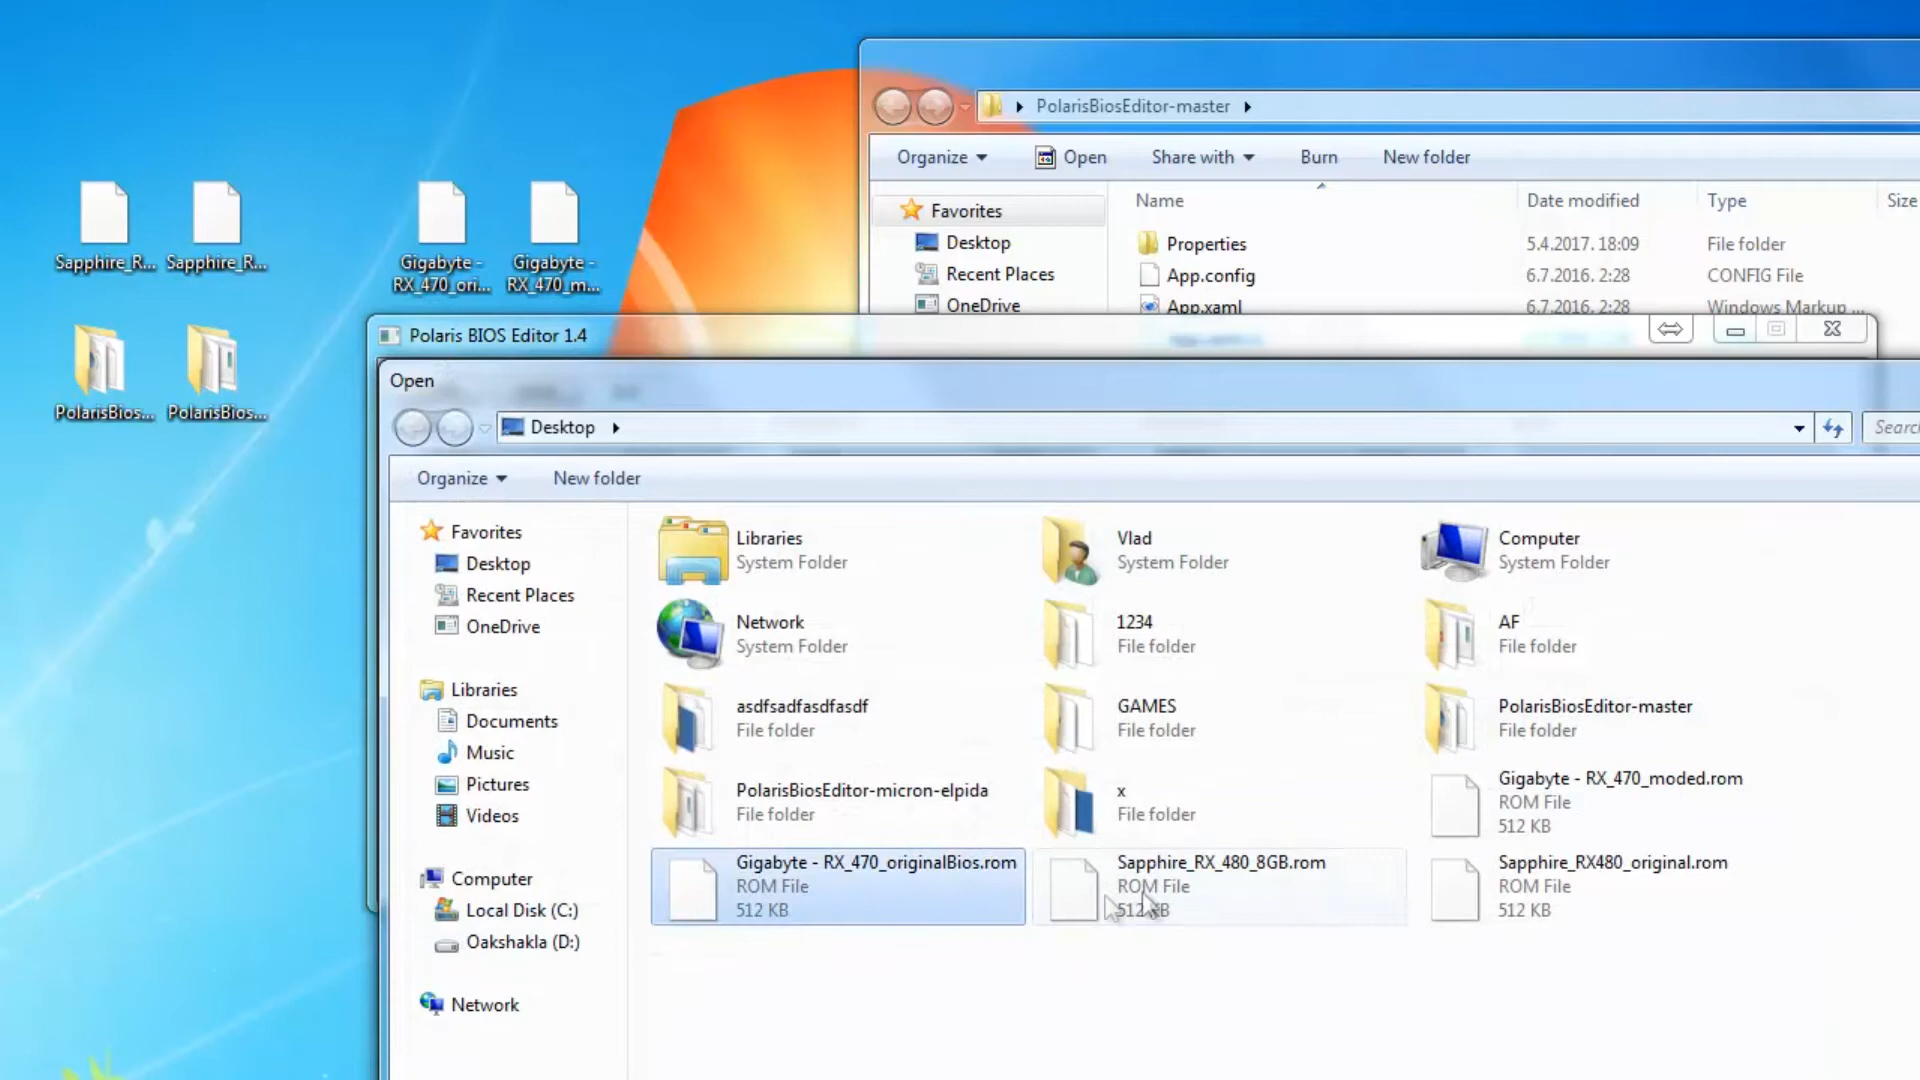 Sapphire_R...
Sapphire_R...
Gigabyte -
RX_470_ori...
Gigabyte -
RX_470_m...
PolarisBios...
PolarisBios...
PolarisBiosEditor-master
Organize
Open
Share with
Burn
New folder
Name
Date modified
Type
Size
Favorites
Desktop
Recent Places
OneDrive
Properties
5.4.2017. 18:09
File folder
App.config
6.7.2016. 2:28
CONFIG File
App.xaml
6.7.2016. 2:28
Windows Markup ...
Polaris BIOS Editor 1.4
Open
Desktop
Organize
New folder
Favorites
Desktop
Recent Places
OneDrive
Libraries
Documents
Music
Pictures
Videos
Computer
Local Disk (C:)
Oakshakla (D:)
Network
Libraries
System Folder
Vlad
System Folder
Computer
System Folder
Network
System Folder
1234
File folder
AF
File folder
asdfsadfasdfasdf
File folder
GAMES
File folder
PolarisBiosEditor-master
File folder
PolarisBiosEditor-micron-elpida
File folder
x
File folder
Gigabyte - RX_470_moded.rom
ROM File
512 KB
Gigabyte - RX_470_originalBios.rom
ROM File
512 KB
Sapphire_RX_480_8GB.rom
ROM File
512 KB
Sapphire_RX480_original.rom
ROM File
512 KB